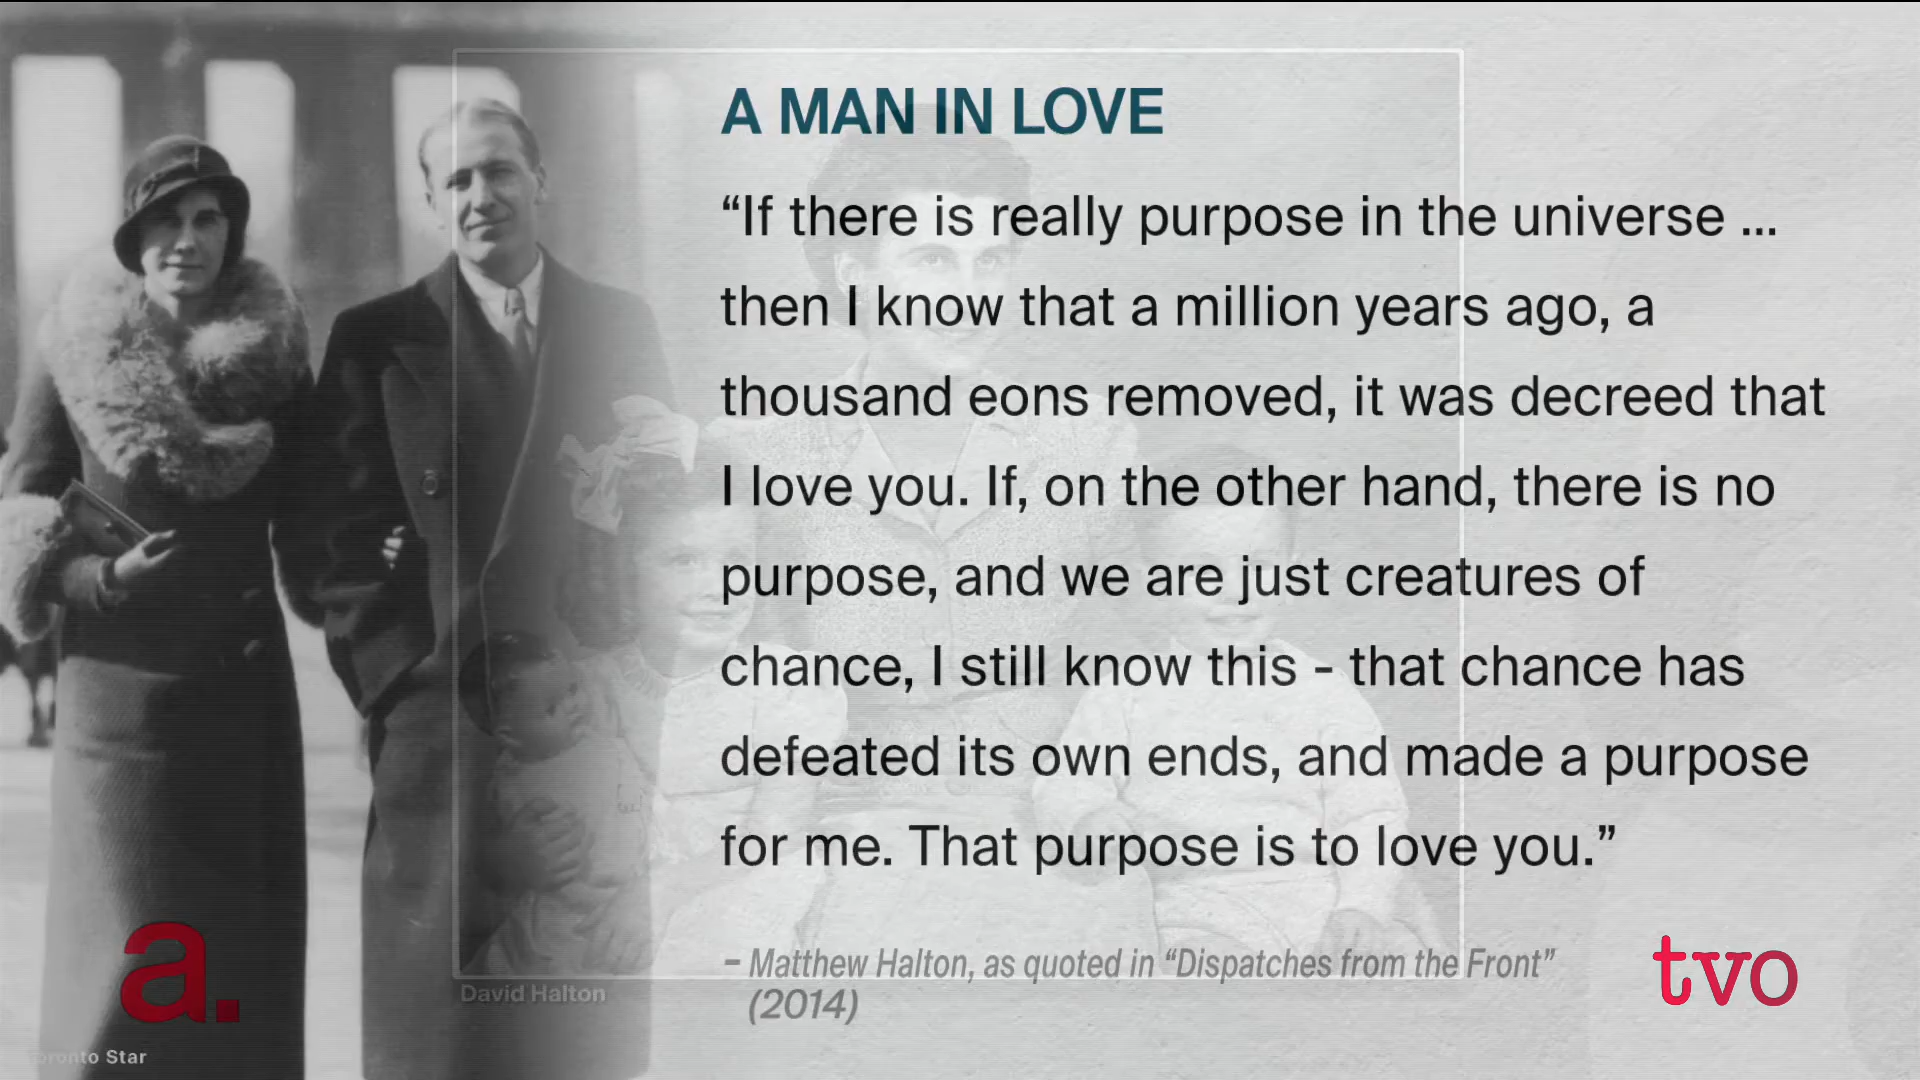 A MAN IN LOVE
“If there is really purpose in the universe ...
then I know that a million years ago, a
thousand eons removed, it was decreed that
I love you. If, on the other hand, there is no
purpose, and we are just creatures of
chance, I still know this - that chance has
defeated its own ends, and made a purpose
for me. That purpose is to love you.”
– Matthew Halton, as quoted in “Dispatches from the Front”
(2014)
David Halton
a.
tvo
Toronto Star